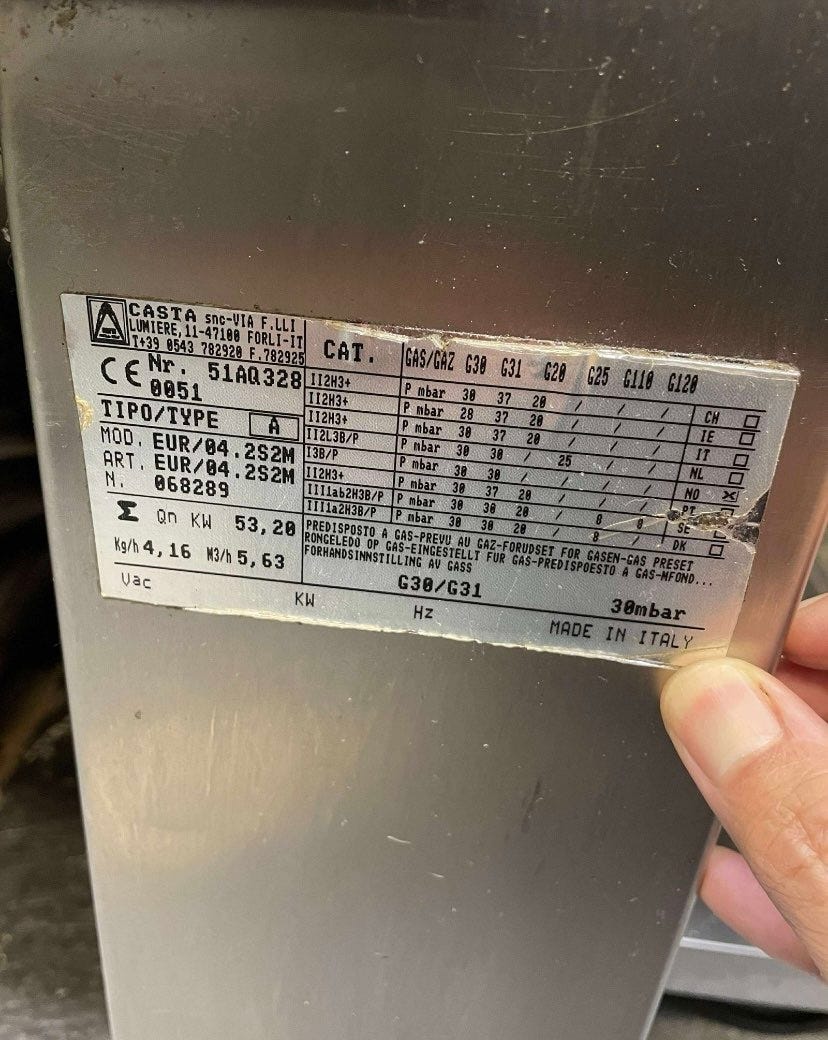 CASTA snc-VIA F.LLI
LUMIERE,11-47100 FORLI-IT
T+39 0543 782920 F.782925
CE Nr. 51AQ328
0051
TIPO/TYPE A
MOD. EUR/04.2S2M
ART. EUR/04.2S2M
N. 068289
Σ Qn KW 53,20
Kg/h 4,16 M3/h 5,63
CAT. GAS/GAZ G30 G31 G20 G25 G110 G120
II2H3+ P mbar 30 37 20 / / / CH
II2H3+ P mbar 28 37 20 / / / IE
II2H3+ P mbar 30 37 20 / / / IT
II2L3B/P P mbar 30 30 / 25 / / NL
I3B/P P mbar 30 30 / / / / NO X
II2H3+ P mbar 30 37 20 / / / PT
III1ab2H3B/P P mbar 30 30 20 / 8 8 SE
III1a2H3B/P P mbar 30 30 20 / 8 / DK
PREDISPOSTO A GAS-PREVU AU GAZ-FORUDSET FOR GASEN-GAS PRESET
RONGELEDO OP GAS-EINGESTELLT FUR GAS-PREDISPOESTO A GAS-MFOND...
FORHANDSINNSTILLING AV GASS
G30/G31 30mbar
Vac KW Hz MADE IN ITALY